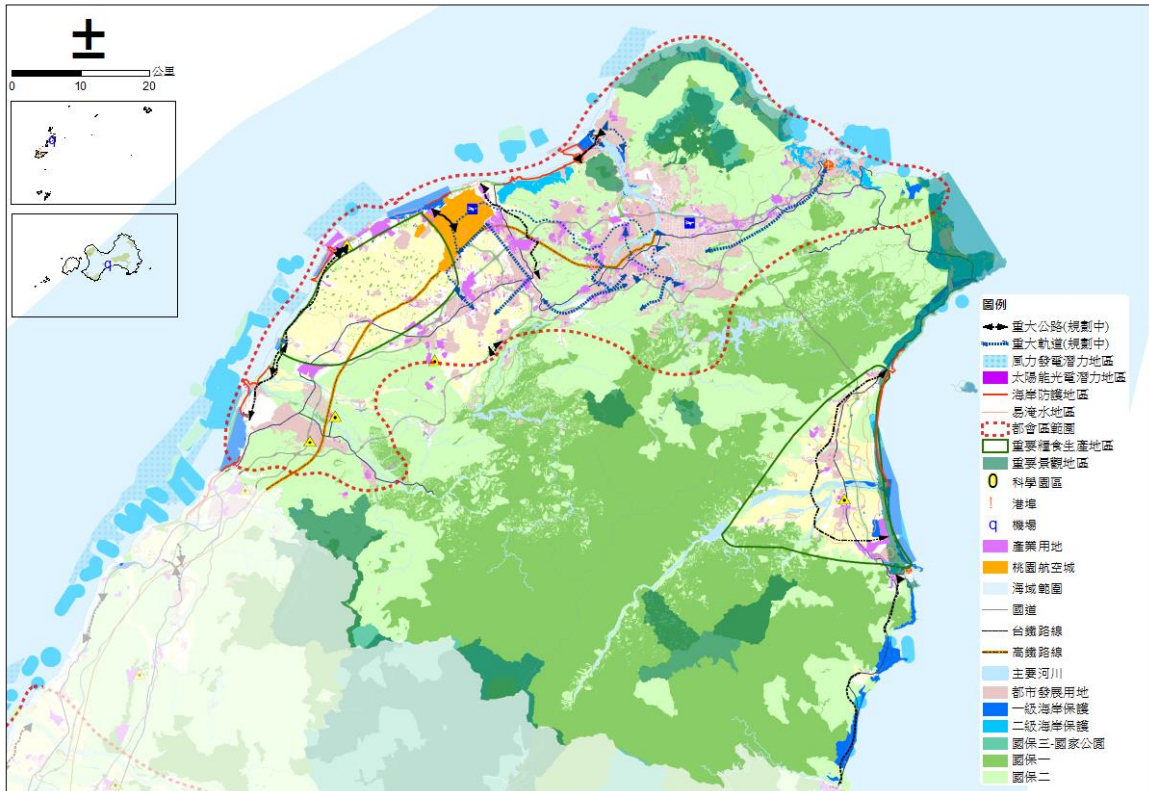 ±
公里
0 10 20
q
q
圖例
重大公路(規劃中)
重大軌道(規劃中)
風力發電潛力地區
太陽能光電潛力地區
海岸防護地區
易淹水地區
都會區範圍
重要糧食生產地區
重要景觀地區
0 科學園區
! 港埠
q 機場
產業用地
桃園航空城
海域範圍
國道
台鐵路線
高鐵路線
主要河川
都市發展用地
一級海岸保護
二級海岸保護
國保三-國家公園
國保一
國保二